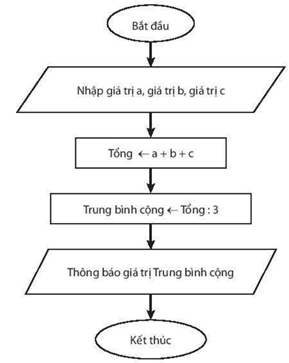 Bắt đầu
Nhập giá trị a, giá trị b, giá trị c
Tổng ← a + b + c
Trung bình cộng ← Tổng : 3
Thông báo giá trị Trung bình cộng
Kết thúc